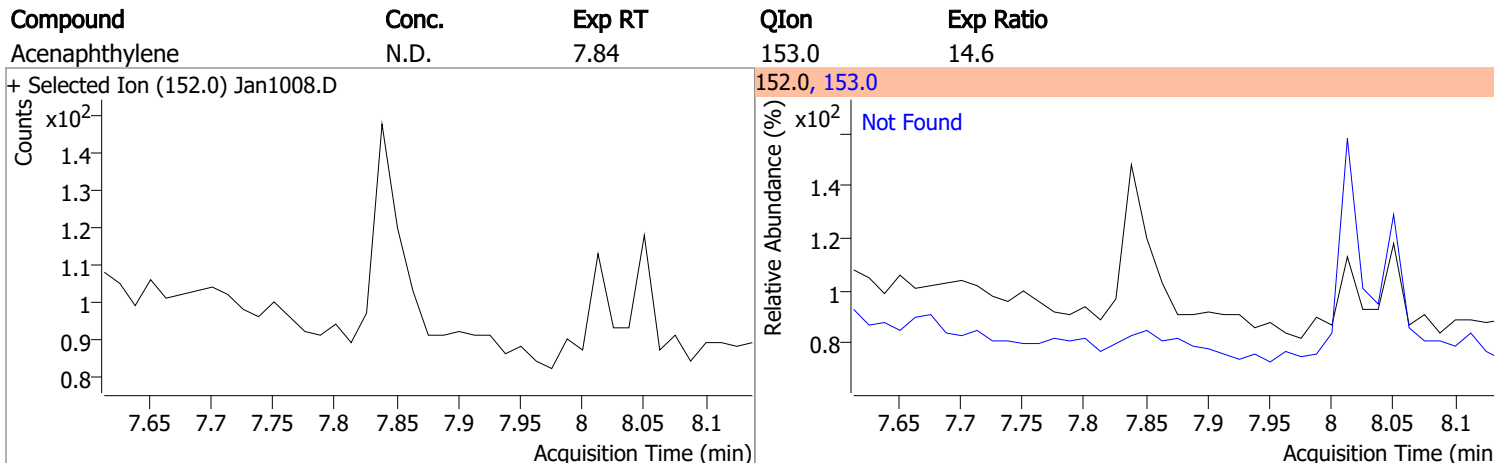 Compound Conc. Exp RT QIon Exp Ratio
Acenaphthylene N.D. 7.84 153.0 14.6
+ Selected Ion (152.0) Jan1008.D
Counts
x10²
1.4
1.3
1.2
1.1
1
0.9
0.8
7.65 7.7 7.75 7.8 7.85 7.9 7.95 8 8.05 8.1
Acquisition Time (min)
152.0, 153.0
Relative Abundance (%)
x10²
Not Found
1.4
1.2
1
0.8
7.65 7.7 7.75 7.8 7.85 7.9 7.95 8 8.05 8.1
Acquisition Time (min